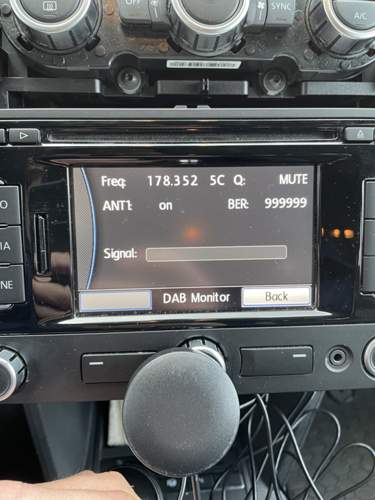 SYNC
A/C
Freq: 178.352 5C Q: MUTE
ANT1: on BER: 999999
Signal:
DAB Monitor Back